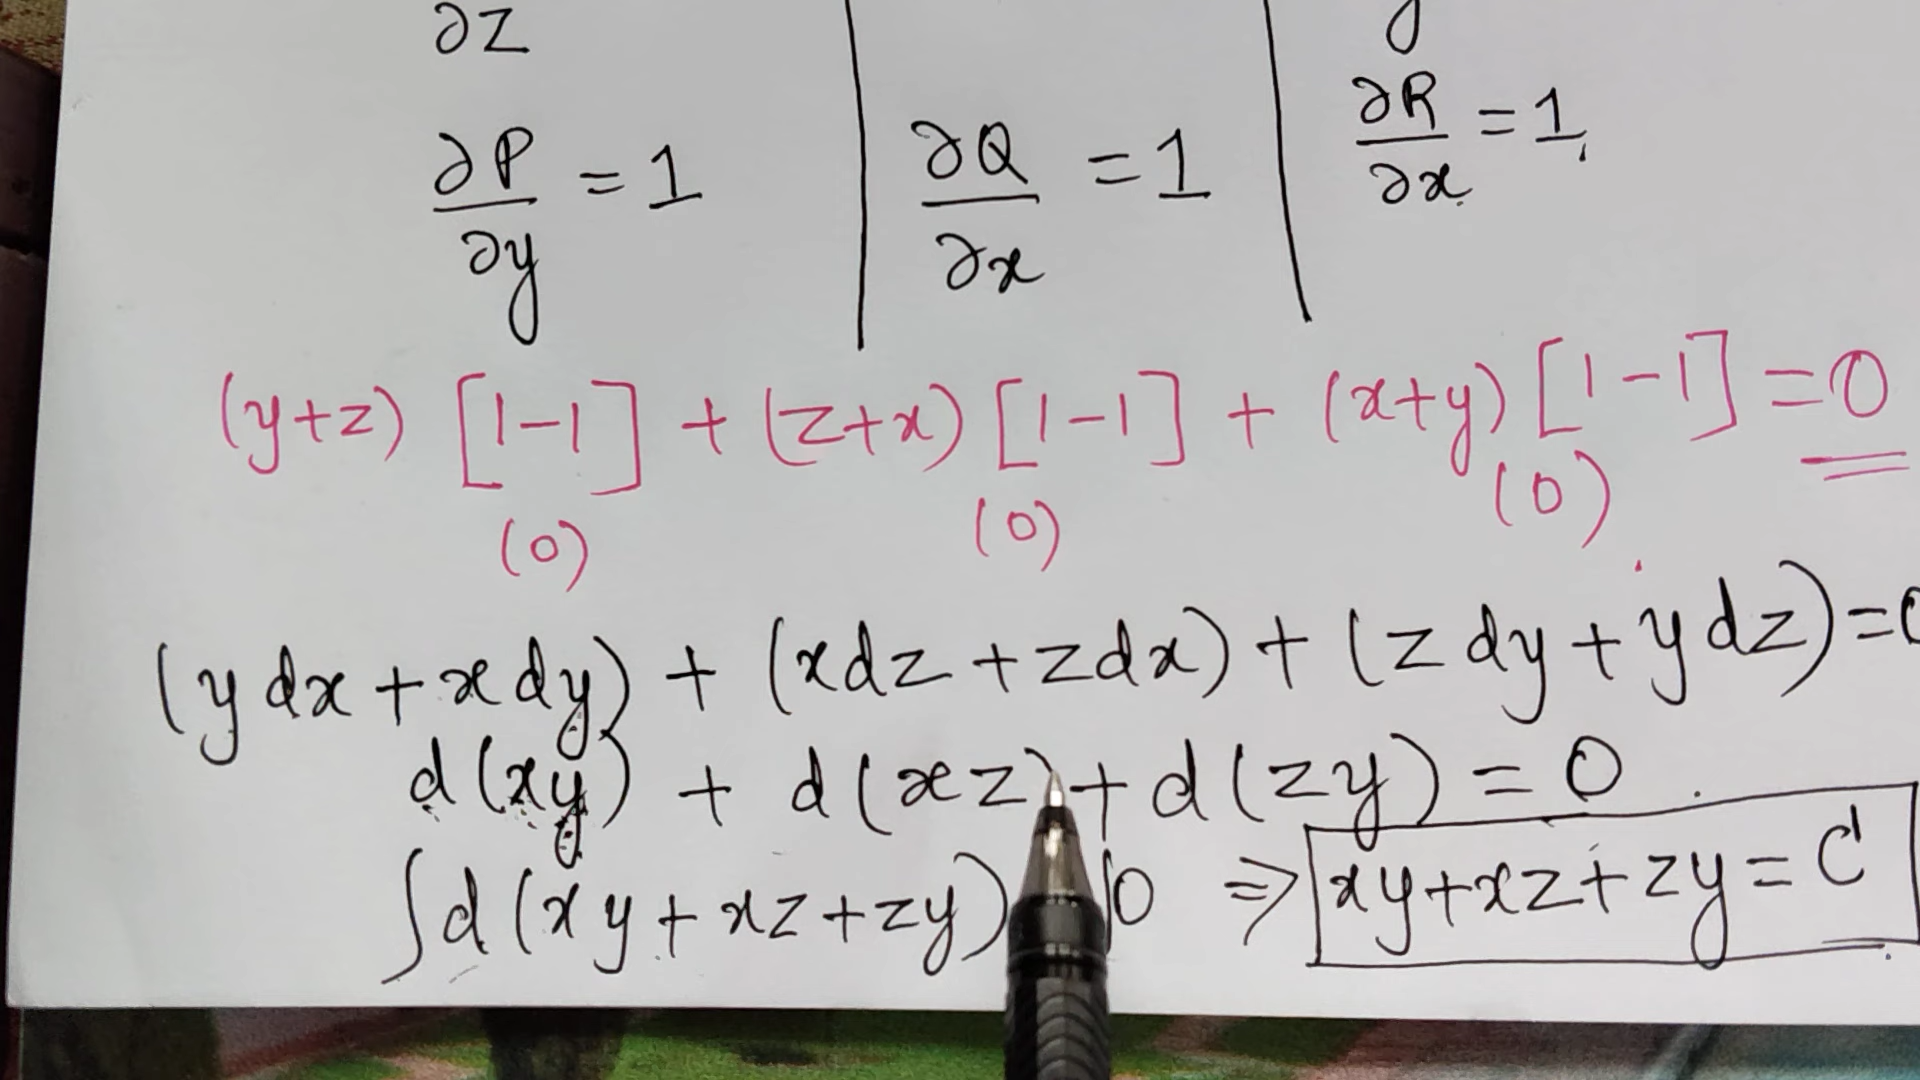 ∂z
∂P/∂y = 1
∂Q/∂x = 1
∂R/∂x = 1
(y+z) [1-1] + (z+x) [1-1] + (x+y) [1-1] = 0
(0) (0) (0)
(y dx + x dy) + (x dz + z dx) + (z dy + y dz) =
d(xy) + d(xz) + d(zy) = 0
∫d(xy + xz + zy) ∫0 ⇒ xy + xz + zy = C